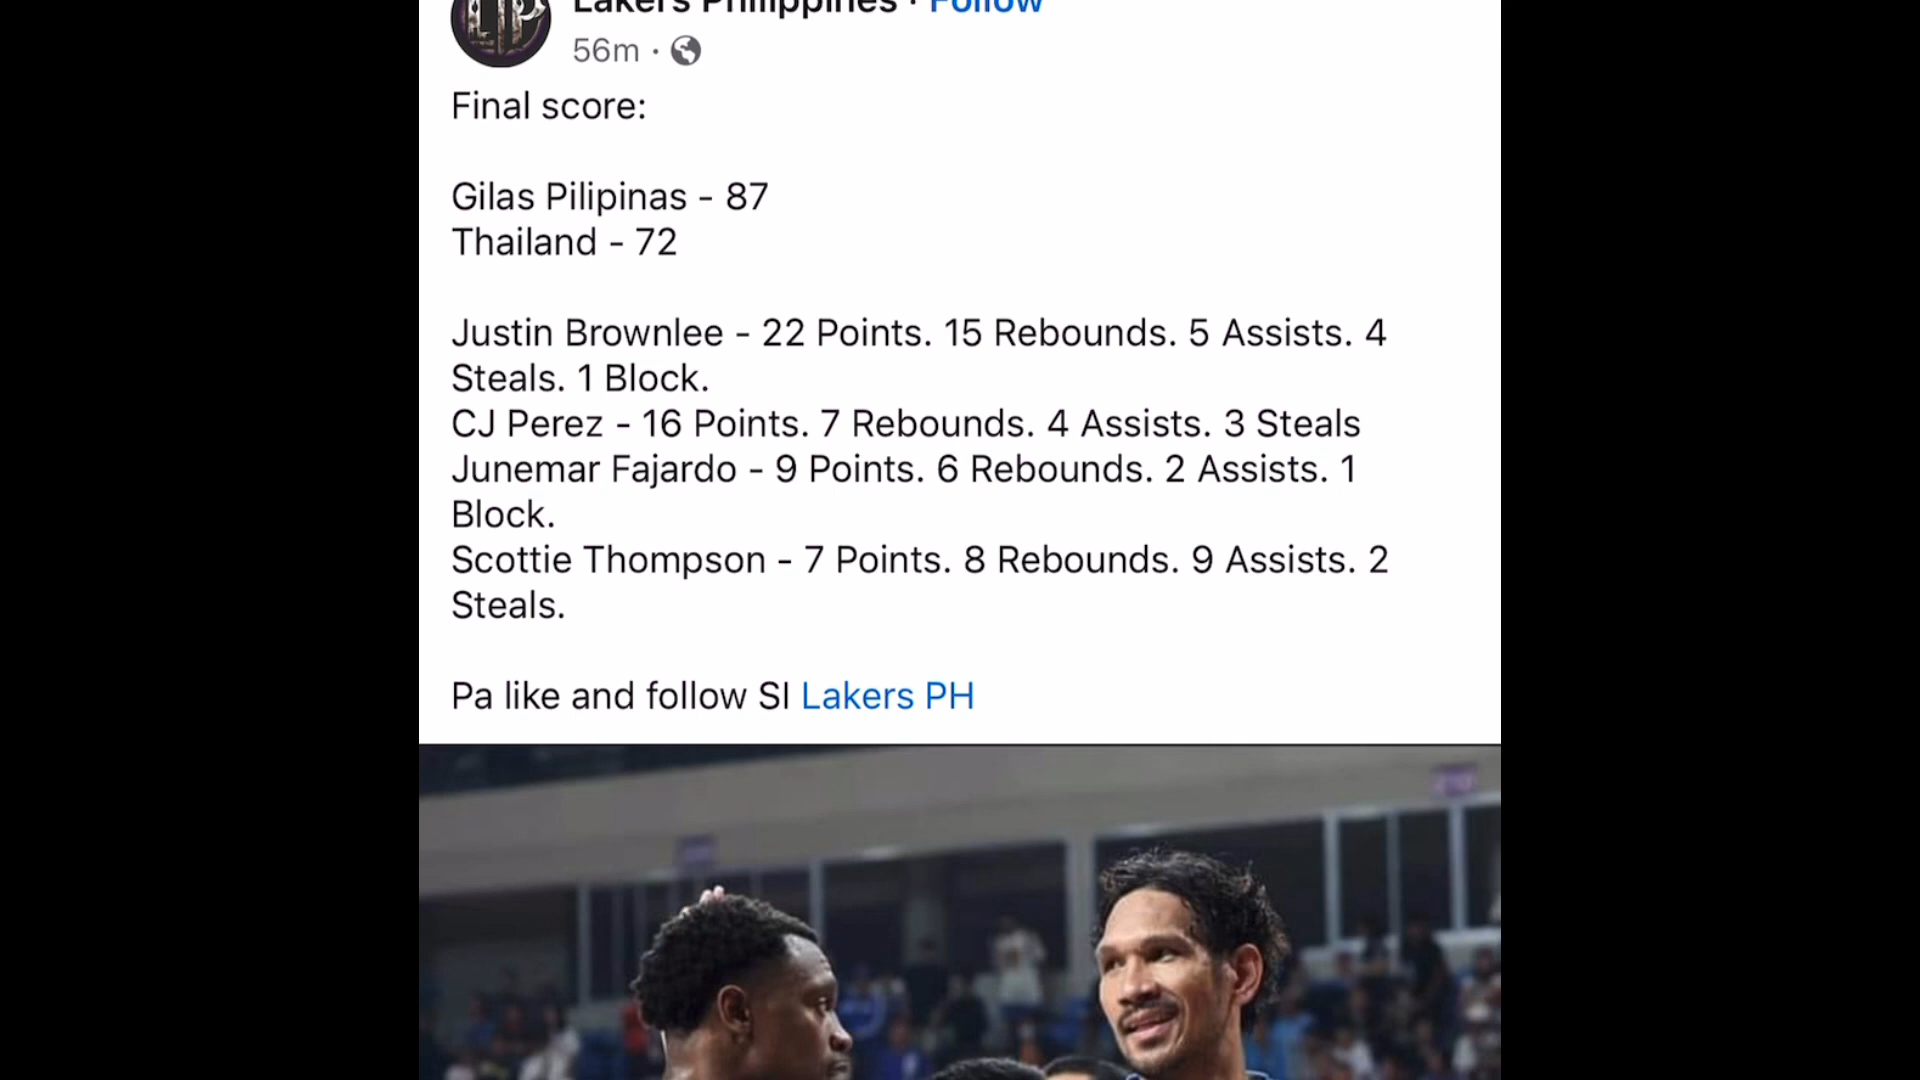 Lakers Philippines · Follow
56m ·
Final score:
Gilas Pilipinas - 87
Thailand - 72
Justin Brownlee - 22 Points. 15 Rebounds. 5 Assists. 4
Steals. 1 Block.
CJ Perez - 16 Points. 7 Rebounds. 4 Assists. 3 Steals
Junemar Fajardo - 9 Points. 6 Rebounds. 2 Assists. 1
Block.
Scottie Thompson - 7 Points. 8 Rebounds. 9 Assists. 2
Steals.
Pa like and follow SI Lakers PH